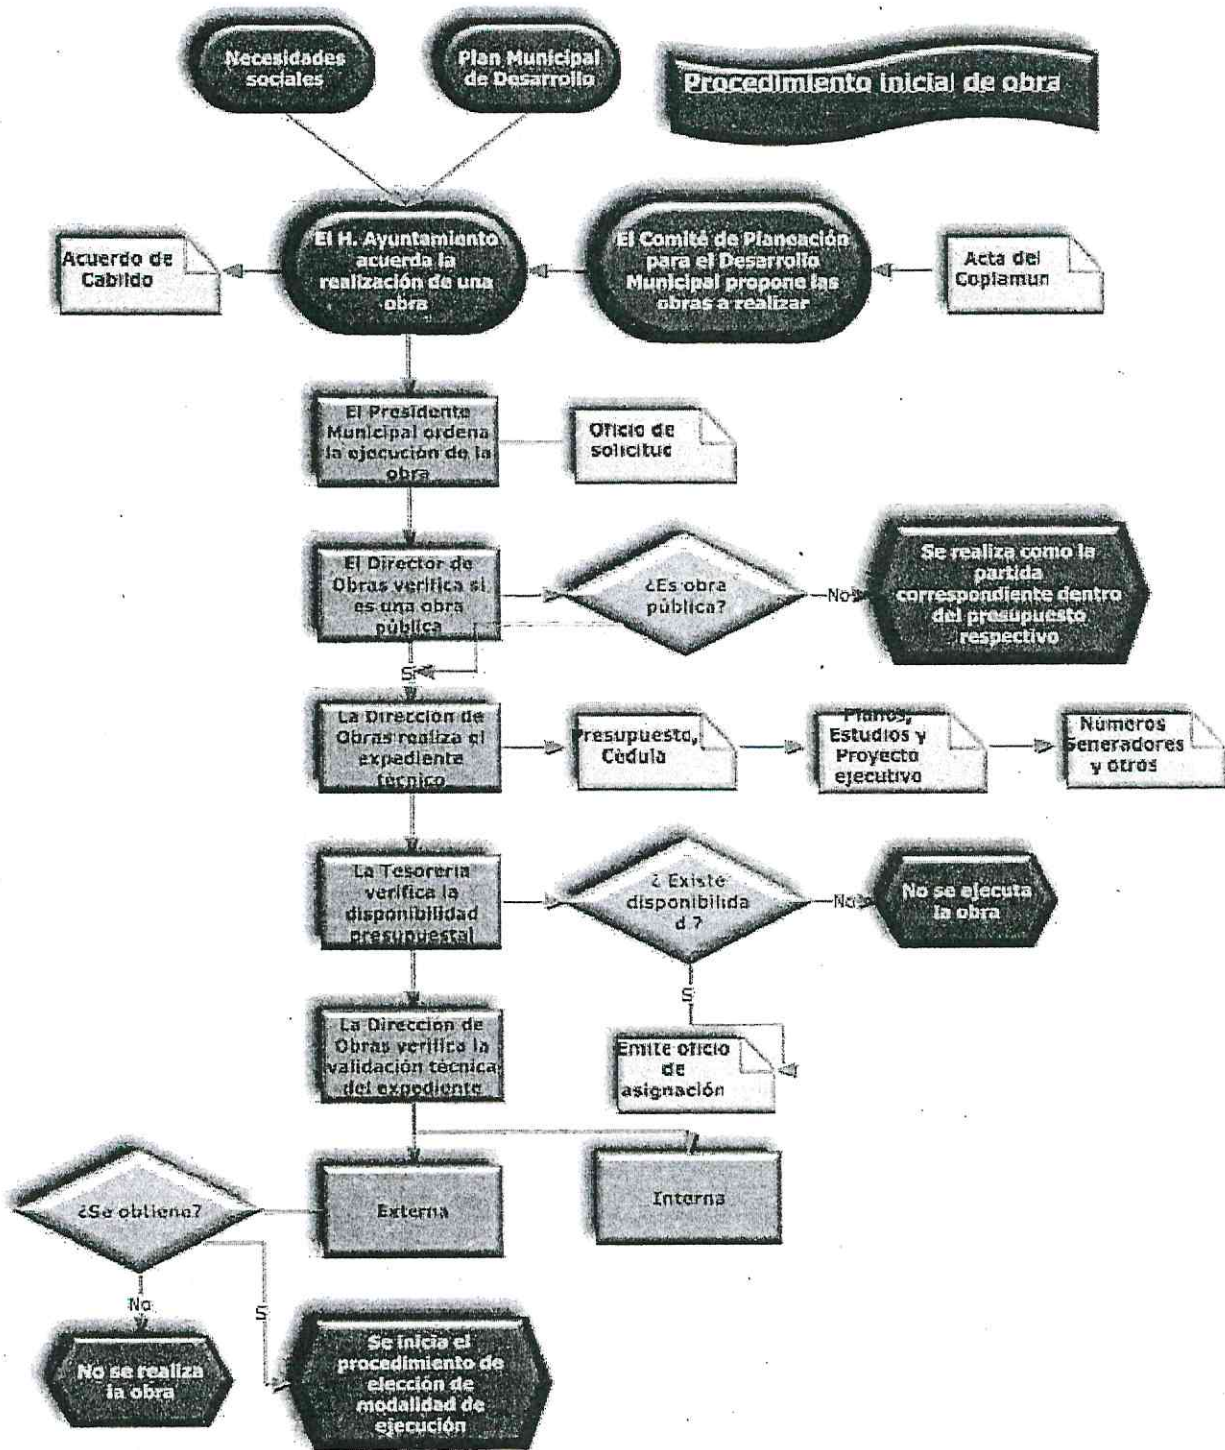 Necesidades
sociales
Plan Municipal
de Desarrollo
Procedimiento inicial de obra
Acuerdo de
Cabildo
El H. Ayuntamiento
acuerda la
realización de una
obra
El Comité de Planeación
para el Desarrollo
Municipal propone las
obras a realizar
Acta del
Coplamun
El Presidente
Municipal ordena
la ejecución de la
obra
Oficio de
solicituc
El Director de
Obras verifica si
es una obra
pública
¿Es obra
pública?
No
Se realiza como la
partida
correspondiente dentro
del presupuesto
respectivo
S
La Dirección de
Obras realiza el
expediente
técnico
Presupuesto,
Cédula
Planos,
Estudios y
Proyecto
ejecutivo
Números
Generadores
y otros
La Tesorería
verifica la
disponibilidad
presupuestal
¿ Existe
disponibilida
d ?
No
No se ejecuta
la obra
S
La Dirección de
Obras verifica la
validación técnica
del expediente
Emite oficio
de
asignación
¿Se obtiene?
Externa
Interna
No
S
No se realiza
la obra
Se inicia el
procedimiento de
elección de
modalidad de
ejecución